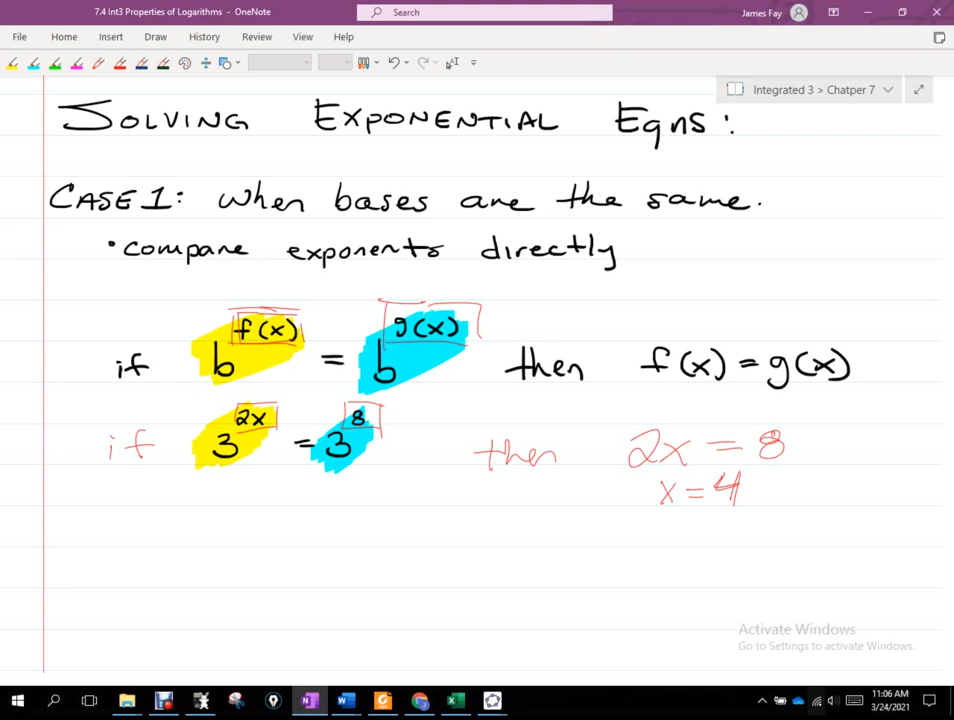 7.4 Int3 Properties of Logarithms - OneNote
Search
James Fay
File Home Insert Draw History Review View Help
Integrated 3 > Chatper 7
SOLVING EXPONENTIAL Eqns:
CASE 1: when bases are the same.
• compare exponents directly
if b^f(x) = b^g(x) then f(x) = g(x)
if 3^2x = 3^8 then 2x = 8
x = 4
Activate Windows
Go to Settings to activate Windows.
11:06 AM
3/24/2021